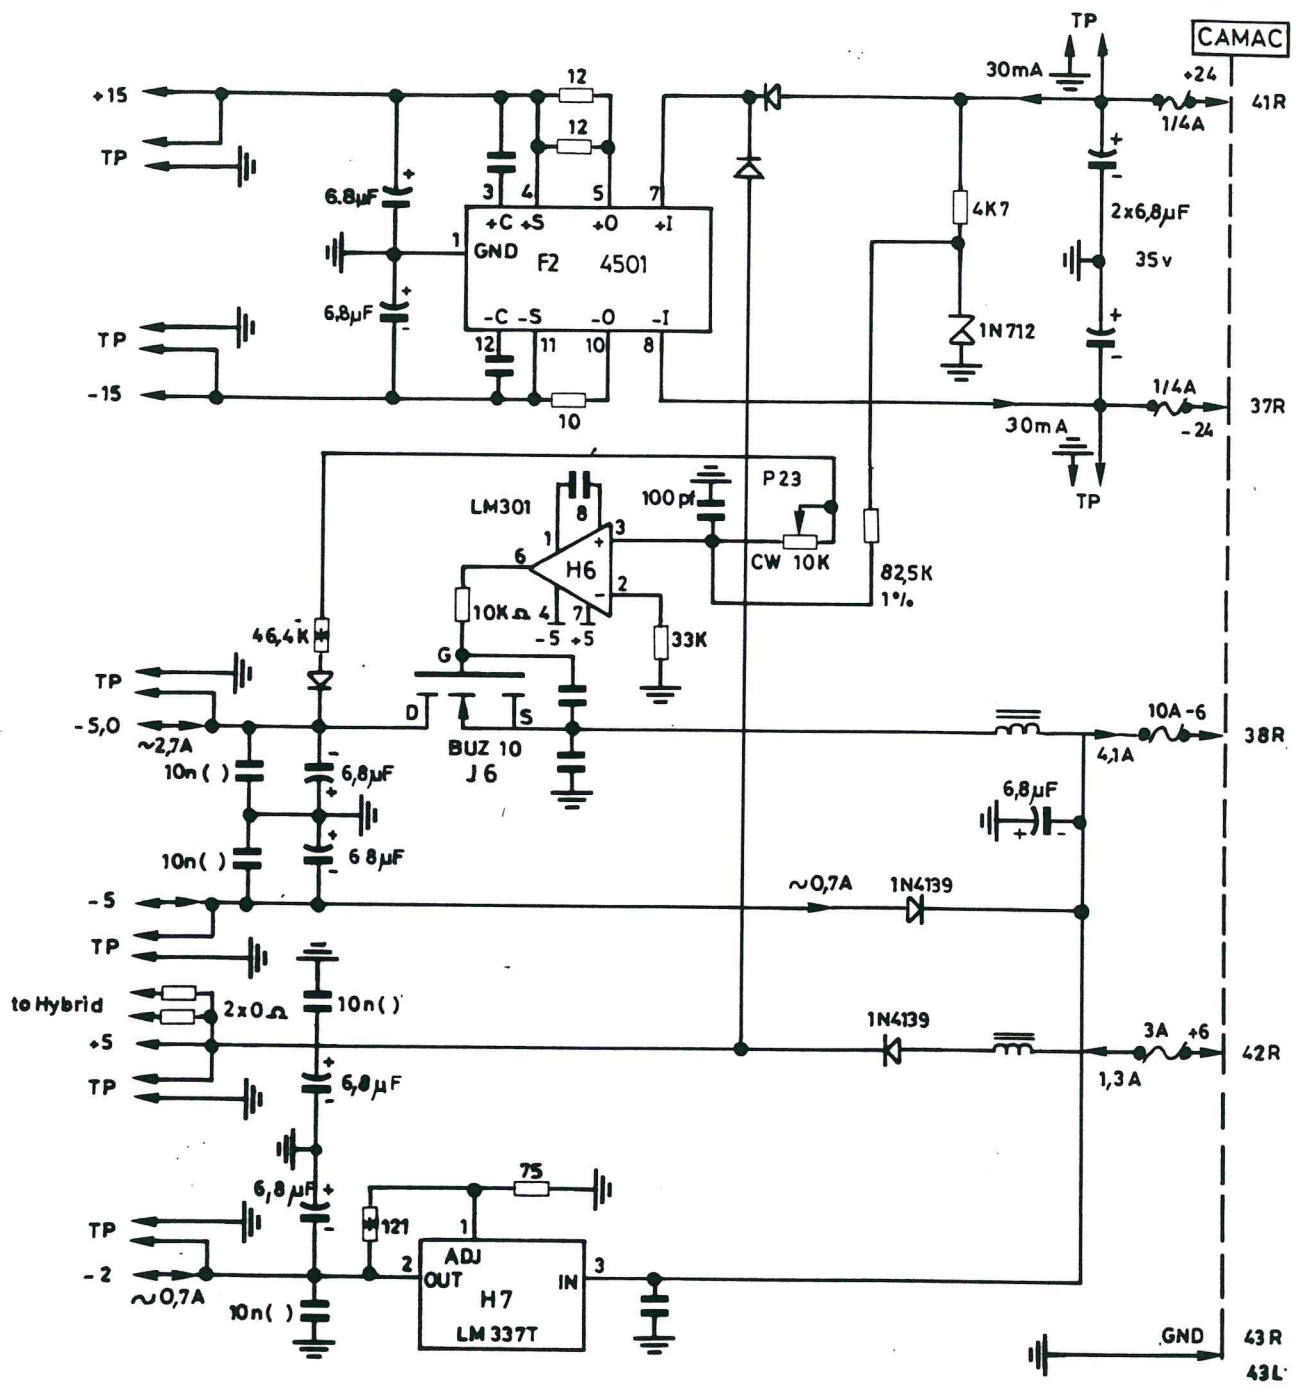 TP
CAMAC
+15
12
30mA
+24
41R
1/4A
TP
12
3 4 5 7
6.8µF
+
+C +S +O +I
1
GND
F2 4501
4K7
+
-
2x6,8µF
35v
6,8µF
+
-
-C -S -O -I
12 11 10 8
1N712
+
-
TP
-15
10
1/4A
37R
30mA
-24
TP
P23
LM301
8
100pf
1
3
+
6
H6
CW 10K
2
-
82,5K
1%
10KΩ
4 7
-5 +5
33K
46,4K
G
TP
-5,0
D
S
10A -6
38R
~2,7A
BUZ 10
J6
4,1A
10n( )
-
6,8µF
+
6,8µF
+ -
10n( )
+
6 8µF
-
~0,7A
1N4139
-5
TP
to Hybrid
2x0Ω
10n( )
+5
1N4139
3A +6
42R
1,3A
TP
+
6,8µF
-
6,8µF
+
-
75
TP
121
1
-2
2
ADJ
OUT
IN
3
~0,7A
10n( )
H7
LM 337T
GND
43R
43L